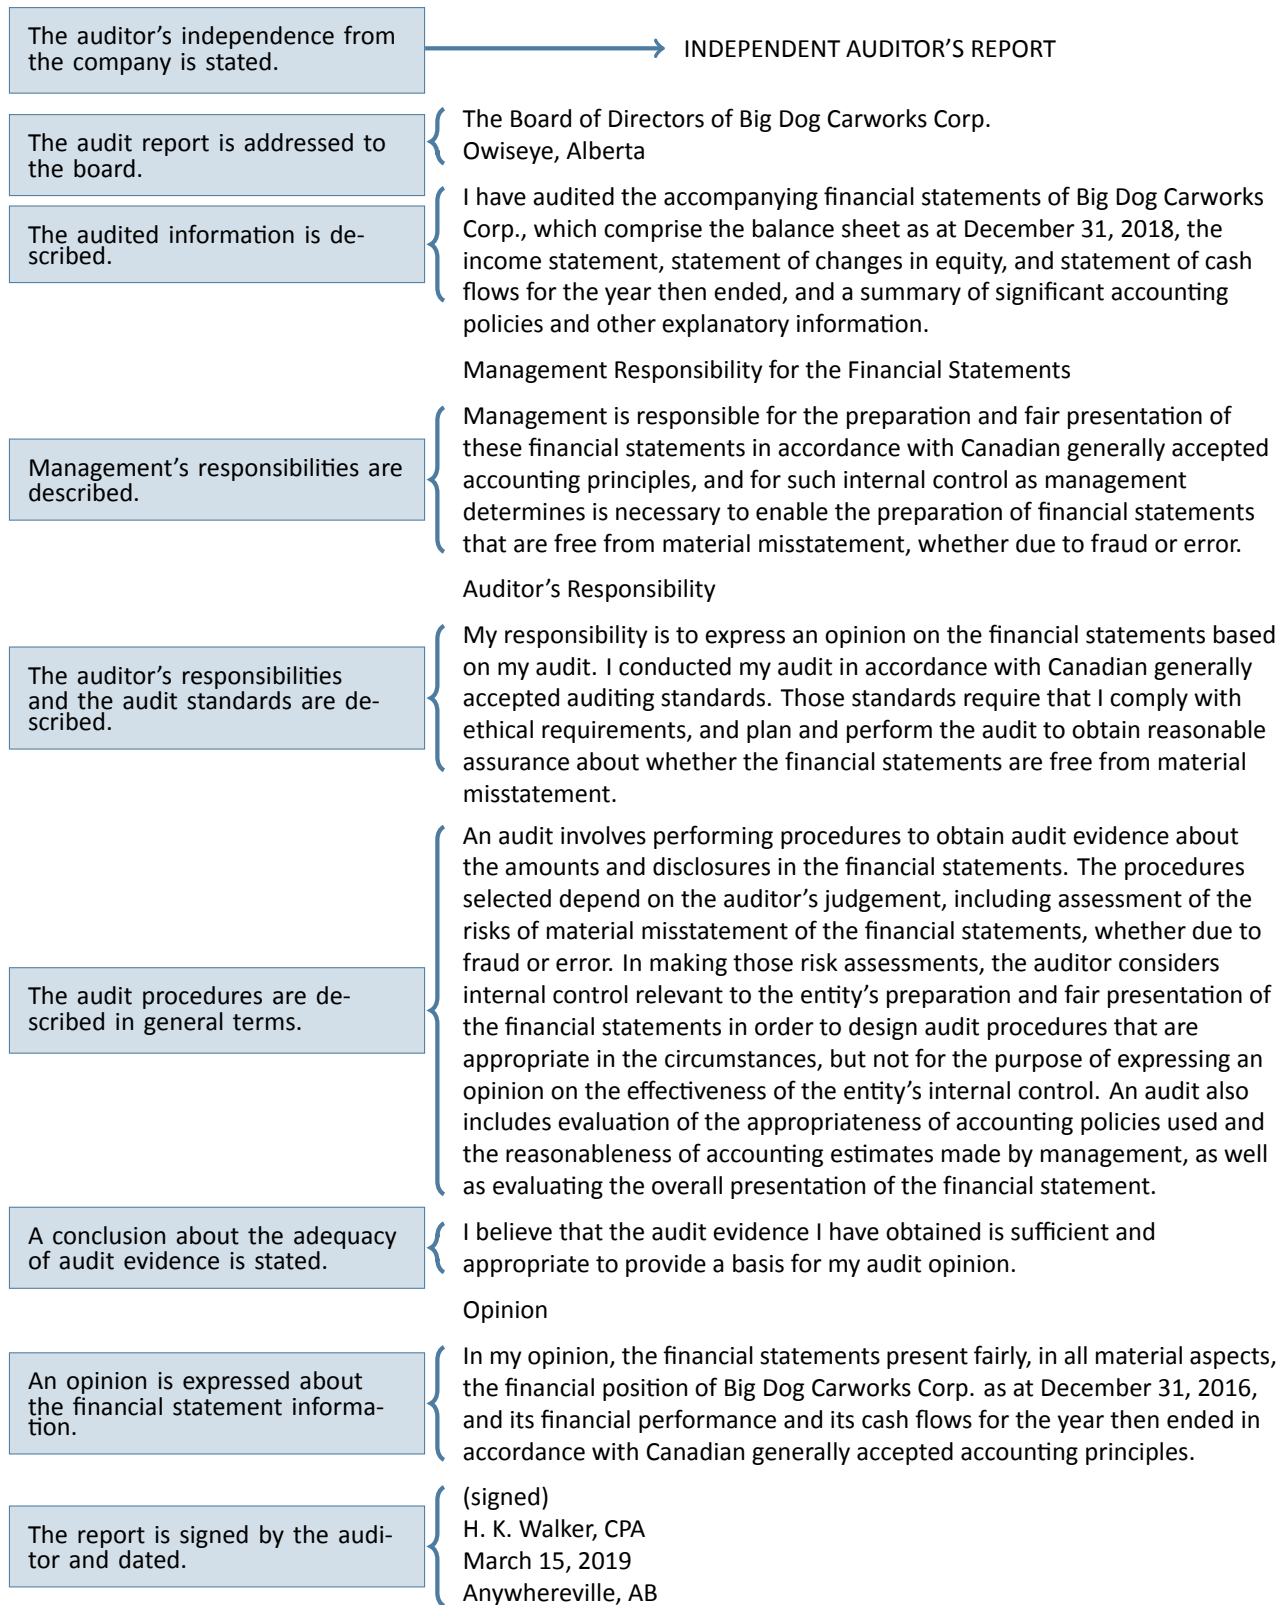 The auditor’s independence from
the company is stated.
INDEPENDENT AUDITOR’S REPORT
The audit report is addressed to
the board.
The Board of Directors of Big Dog Carworks Corp.
Owiseye, Alberta
The audited information is de-
scribed.
I have audited the accompanying financial statements of Big Dog Carworks
Corp., which comprise the balance sheet as at December 31, 2018, the
income statement, statement of changes in equity, and statement of cash
flows for the year then ended, and a summary of significant accounting
policies and other explanatory information.
Management Responsibility for the Financial Statements
Management’s responsibilities are
described.
Management is responsible for the preparation and fair presentation of
these financial statements in accordance with Canadian generally accepted
accounting principles, and for such internal control as management
determines is necessary to enable the preparation of financial statements
that are free from material misstatement, whether due to fraud or error.
Auditor’s Responsibility
The auditor’s responsibilities
and the audit standards are de-
scribed.
My responsibility is to express an opinion on the financial statements based
on my audit. I conducted my audit in accordance with Canadian generally
accepted auditing standards. Those standards require that I comply with
ethical requirements, and plan and perform the audit to obtain reasonable
assurance about whether the financial statements are free from material
misstatement.
The audit procedures are de-
scribed in general terms.
An audit involves performing procedures to obtain audit evidence about
the amounts and disclosures in the financial statements. The procedures
selected depend on the auditor’s judgement, including assessment of the
risks of material misstatement of the financial statements, whether due to
fraud or error. In making those risk assessments, the auditor considers
internal control relevant to the entity’s preparation and fair presentation of
the financial statements in order to design audit procedures that are
appropriate in the circumstances, but not for the purpose of expressing an
opinion on the effectiveness of the entity’s internal control. An audit also
includes evaluation of the appropriateness of accounting policies used and
the reasonableness of accounting estimates made by management, as well
as evaluating the overall presentation of the financial statement.
A conclusion about the adequacy
of audit evidence is stated.
I believe that the audit evidence I have obtained is sufficient and
appropriate to provide a basis for my audit opinion.
Opinion
An opinion is expressed about
the financial statement informa-
tion.
In my opinion, the financial statements present fairly, in all material aspects,
the financial position of Big Dog Carworks Corp. as at December 31, 2016,
and its financial performance and its cash flows for the year then ended in
accordance with Canadian generally accepted accounting principles.
The report is signed by the audi-
tor and dated.
(signed)
H. K. Walker, CPA
March 15, 2019
Anywhereville, AB